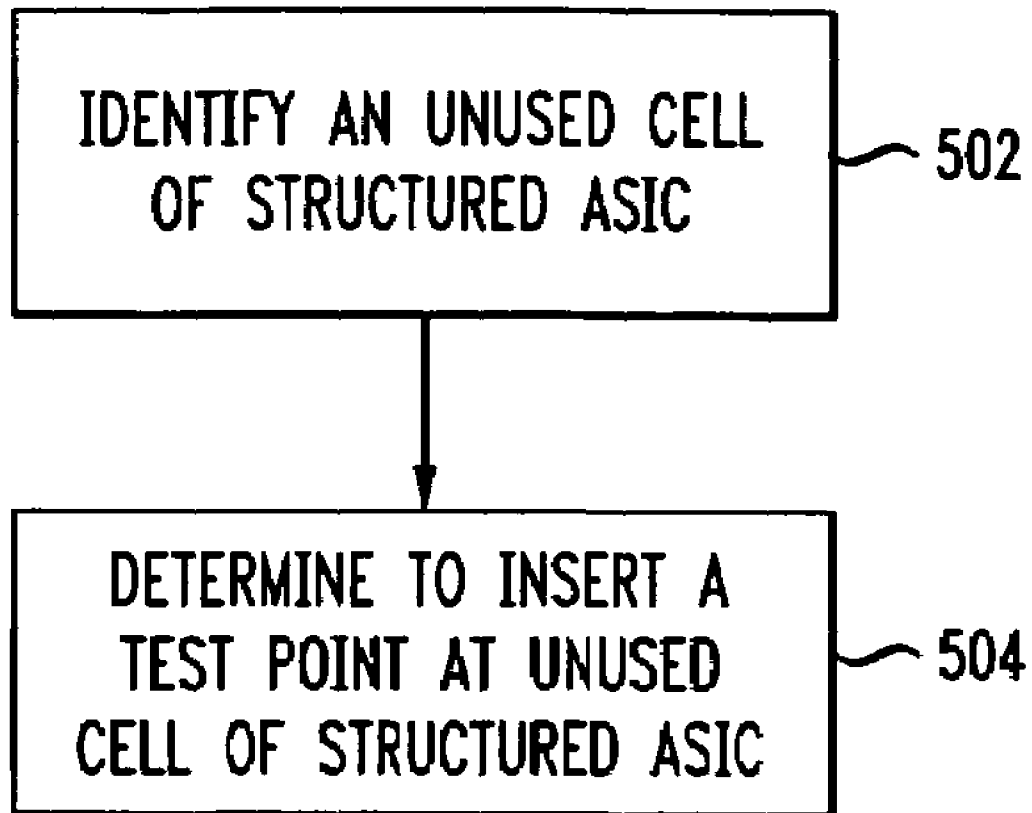 IDENTIFY AN UNUSED CELL
OF STRUCTURED ASIC
502
DETERMINE TO INSERT A
TEST POINT AT UNUSED
CELL OF STRUCTURED ASIC
504